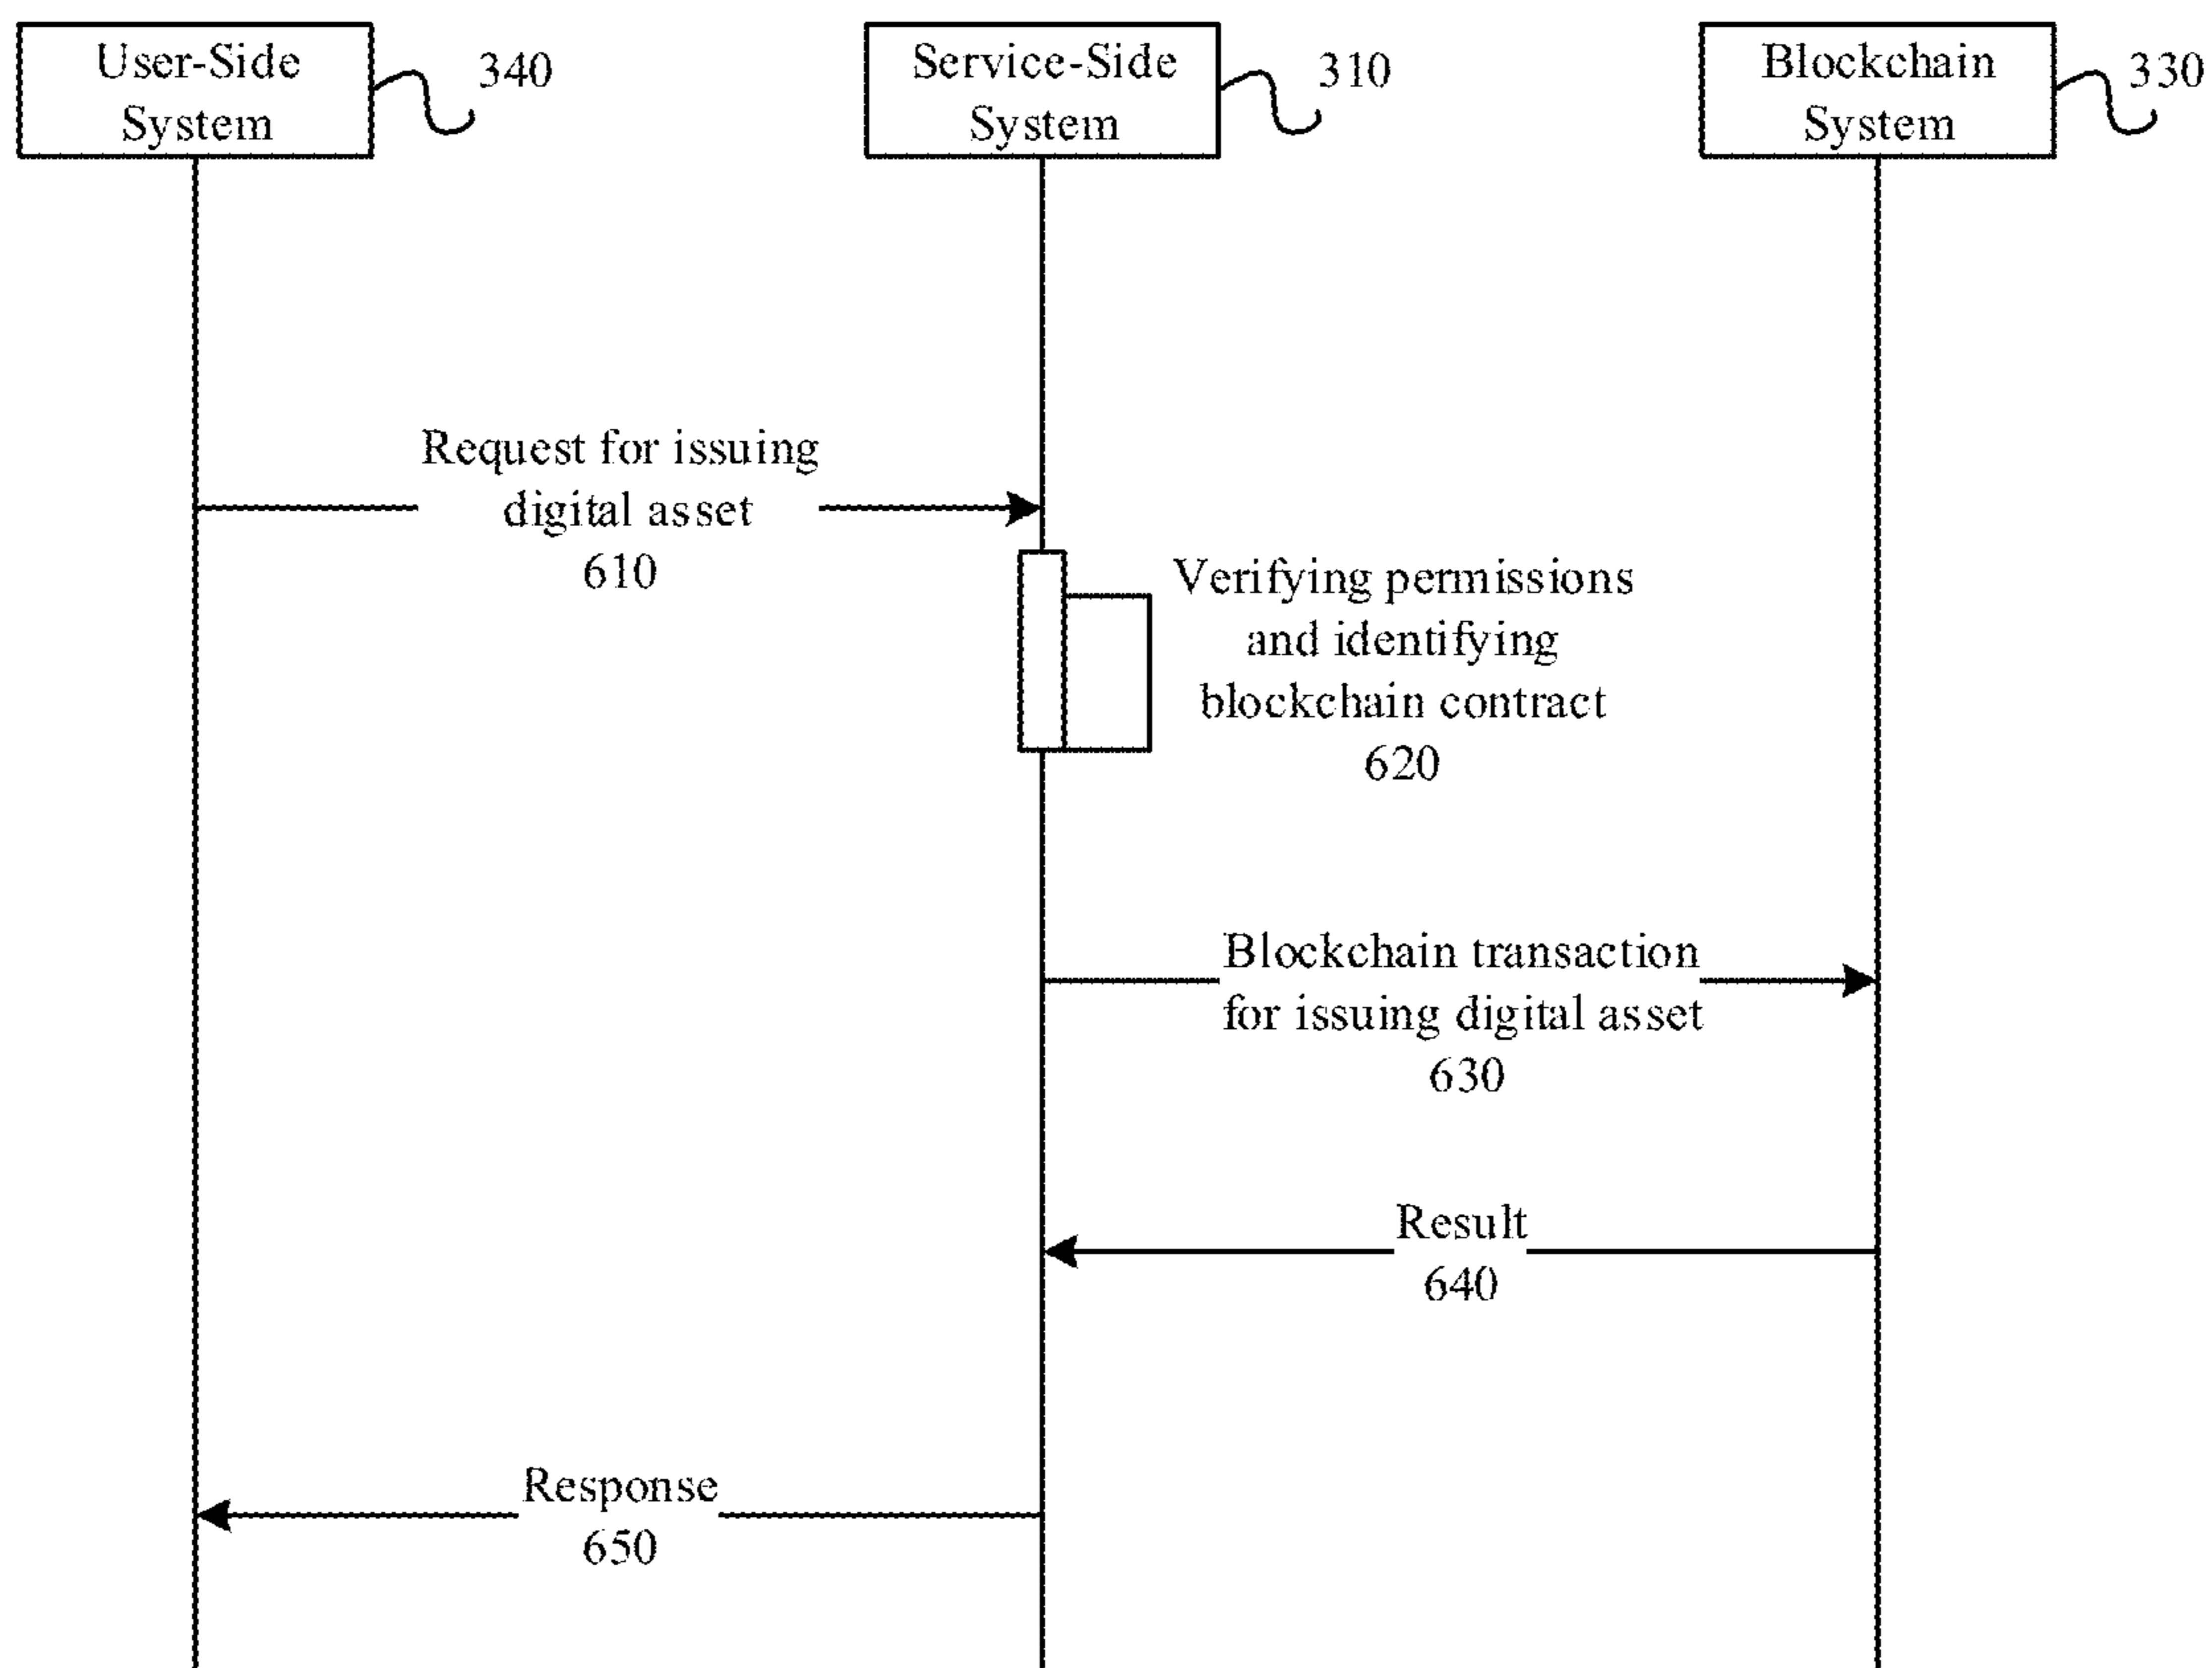 User-Side
System
340
Service-Side
System
310
Blockchain
System
330
Request for issuing
digital asset
610
Verifying permissions
and identifying
blockchain contract
620
Blockchain transaction
for issuing digital asset
630
Result
640
Response
650